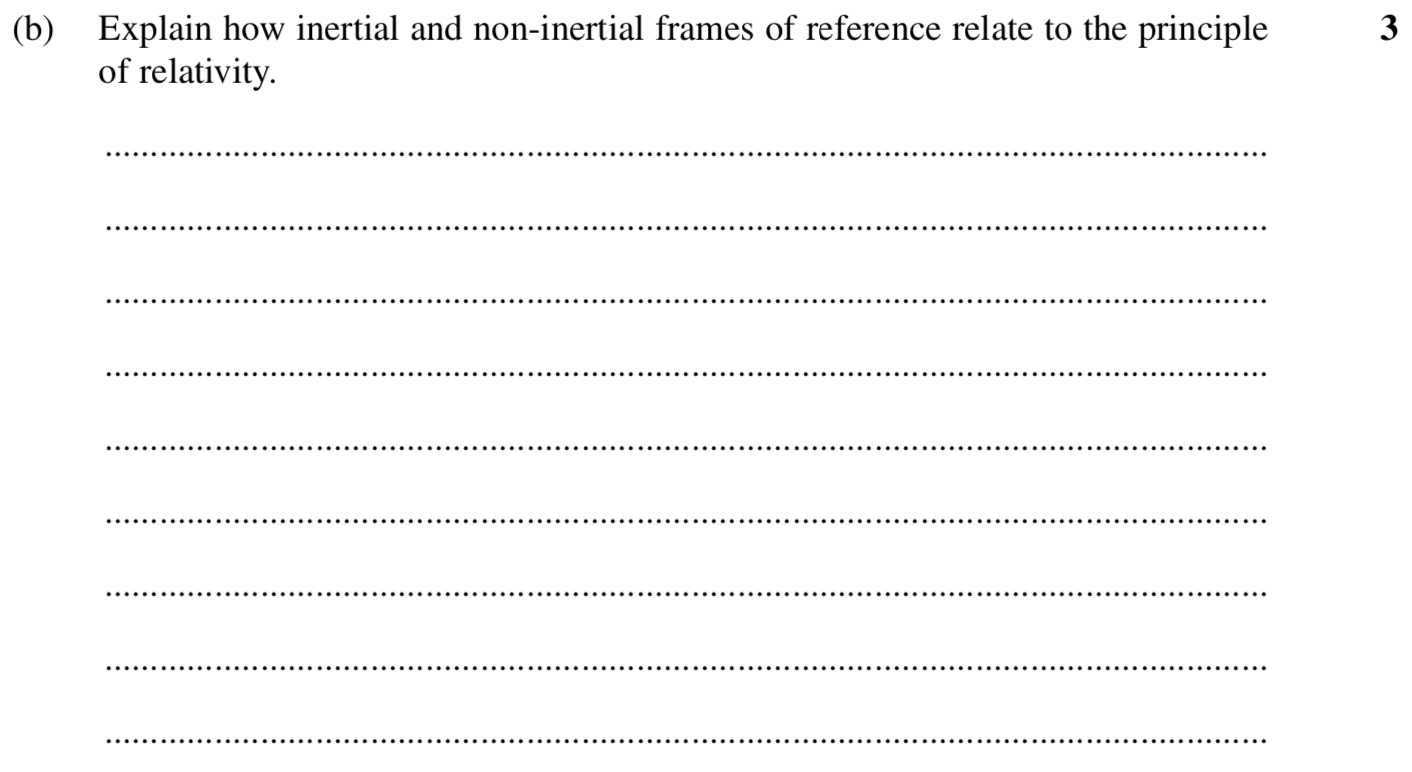 (b) Explain how inertial and non-inertial frames of reference relate to the principle 3
of relativity.